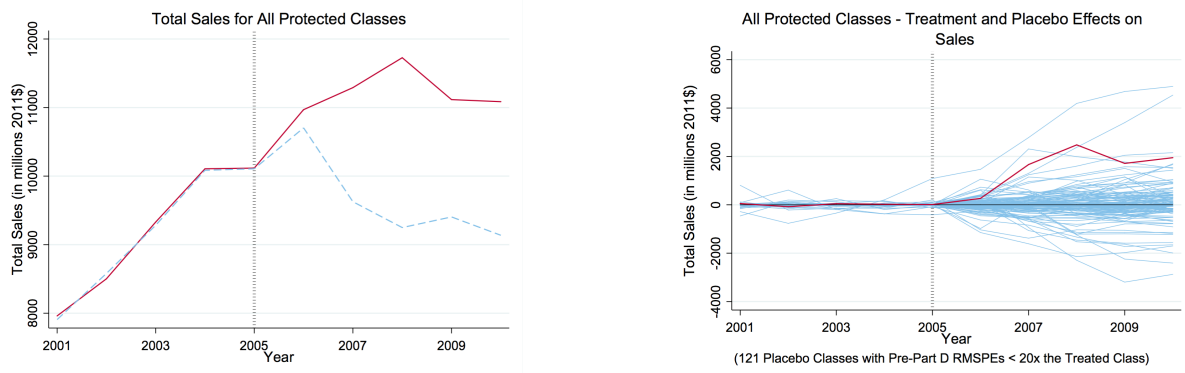 Total Sales for All Protected Classes
Total Sales (in millions 2011$)
12000
11000
10000
9000
8000
2001
2003
2005
2007
2009
Year
All Protected Classes - Treatment and Placebo Effects on
Sales
Total Sales (in millions 2011$)
6000
4000
2000
0
-2000
-4000
2001
2003
2005
2007
2009
Year
(121 Placebo Classes with Pre-Part D RMSPEs < 20x the Treated Class)